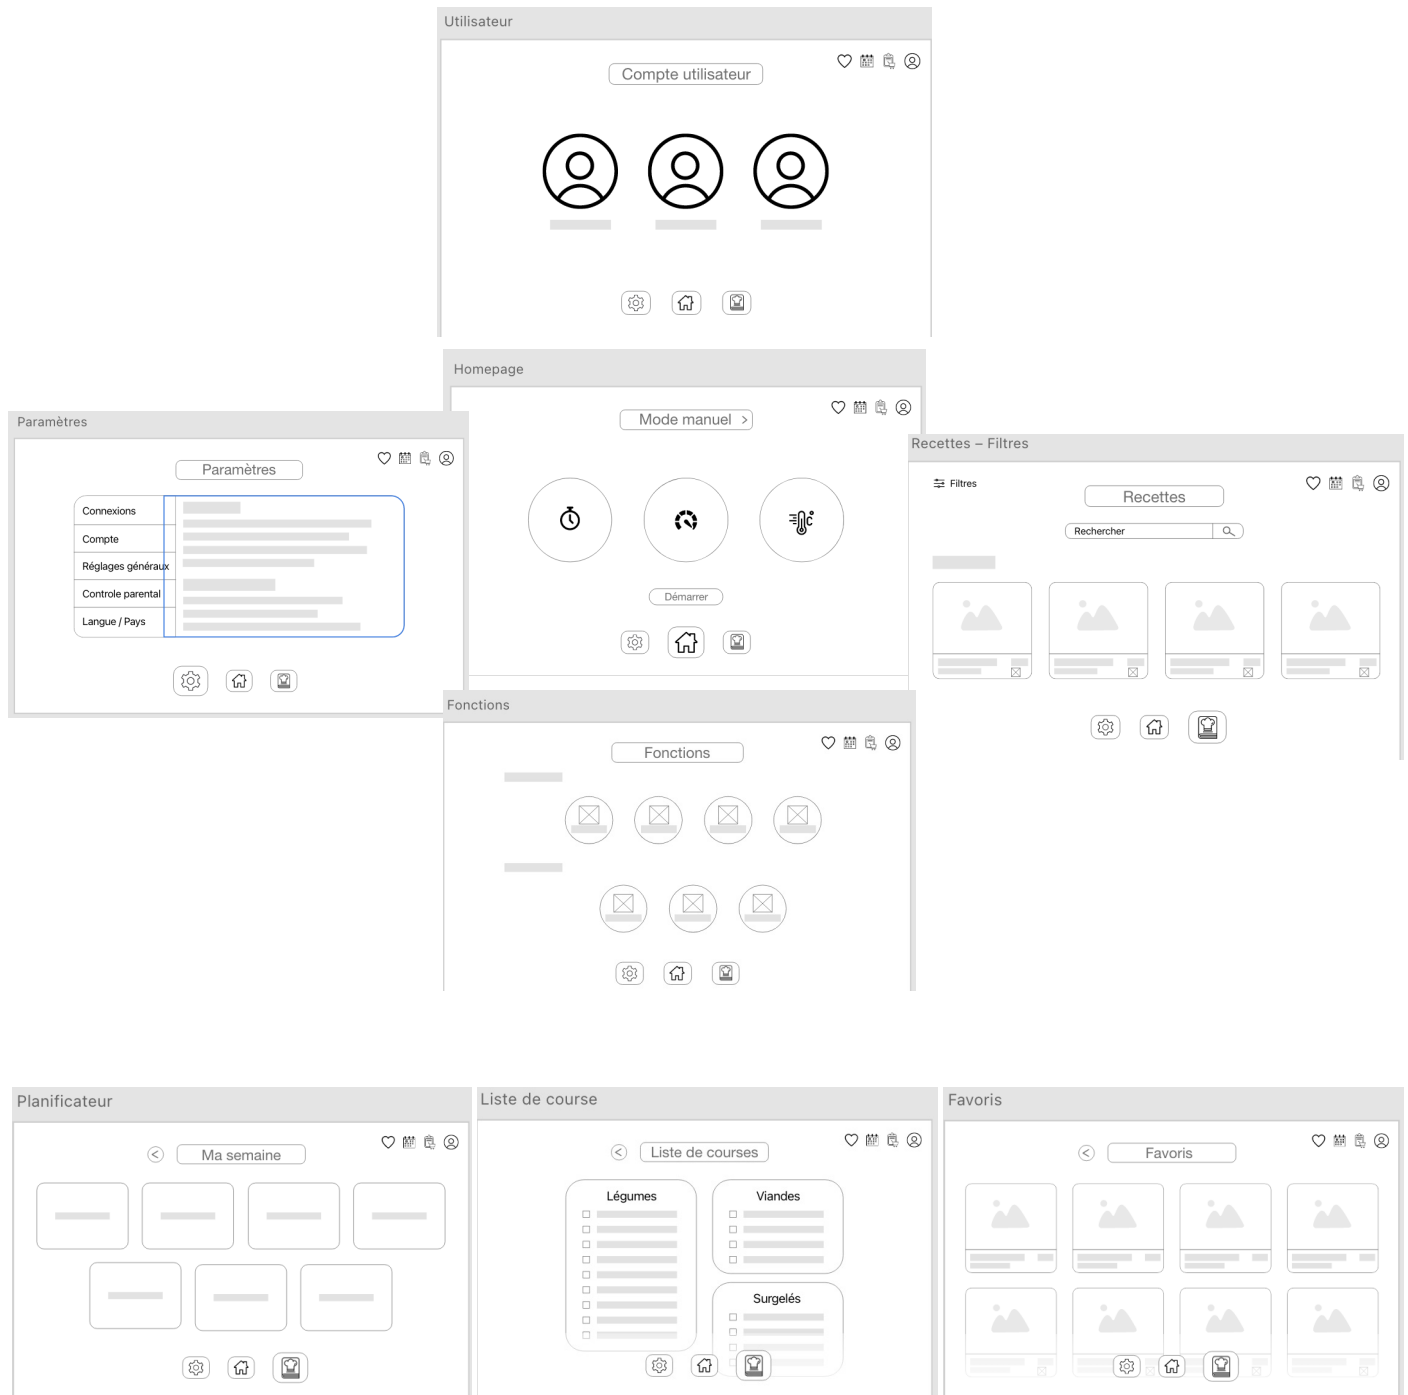 Utilisateur
Compte utilisateur
Homepage
Mode manuel >
Démarrer
Paramètres
Paramètres
Connexions
Compte
Réglages généraux
Controle parental
Langue / Pays
Recettes – Filtres
Filtres
Recettes
Rechercher
°C
Fonctions
Fonctions
Planificateur
< Ma semaine
Liste de course
< Liste de courses
Légumes
Viandes
Surgelés
Favoris
< Favoris